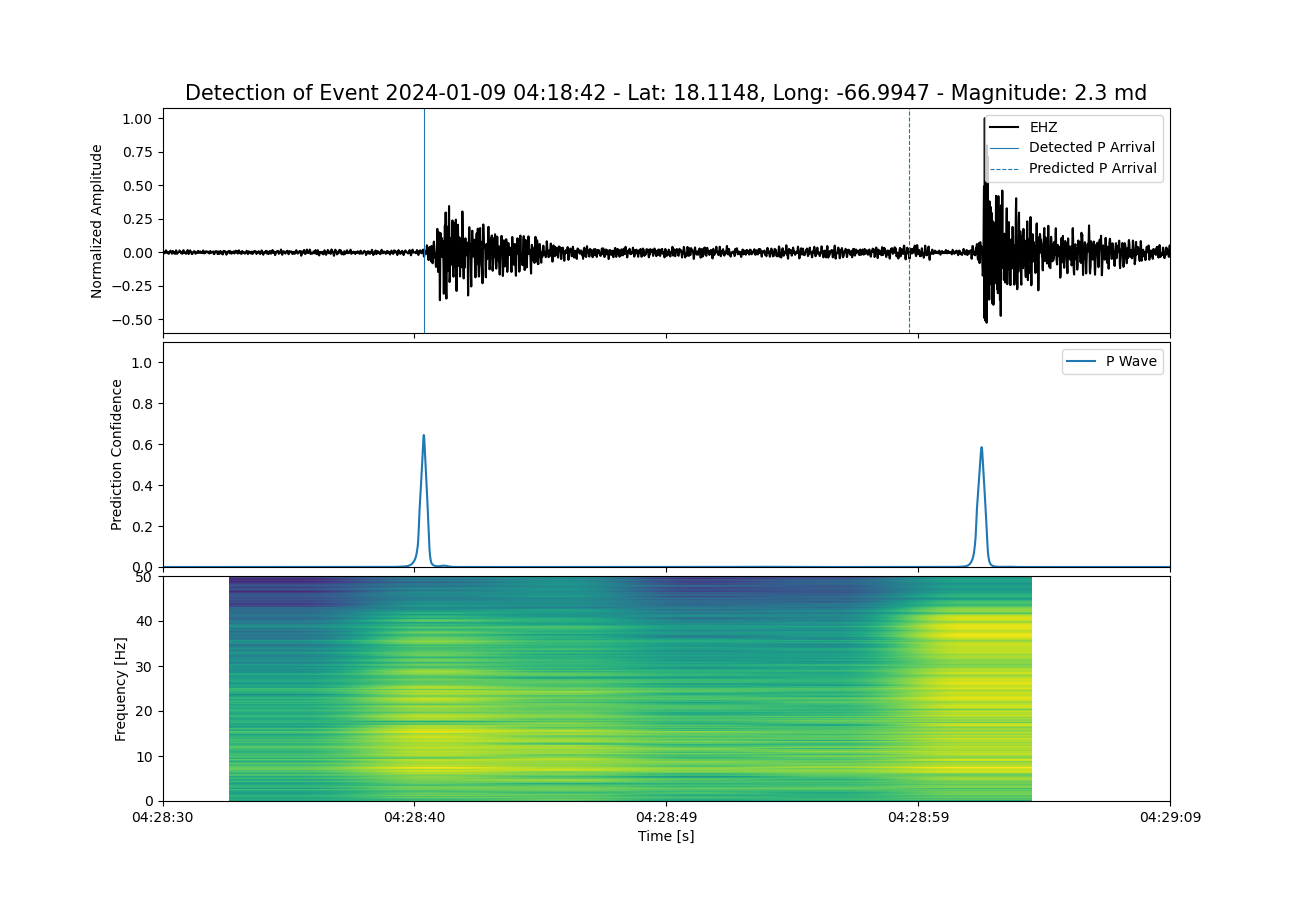 Detection of Event 2024-01-09 04:18:42 - Lat: 18.1148, Long: -66.9947 - Magnitude: 2.3 md
Normalized Amplitude
1.00
0.75
0.50
0.25
0.00
−0.25
−0.50
EHZ
Detected P Arrival
Predicted P Arrival
Prediction Confidence
1.0
0.8
0.6
0.4
0.2
0.0
P Wave
Frequency [Hz]
50
40
30
20
10
0
04:28:30 04:28:40 04:28:49 04:28:59 04:29:09
Time [s]